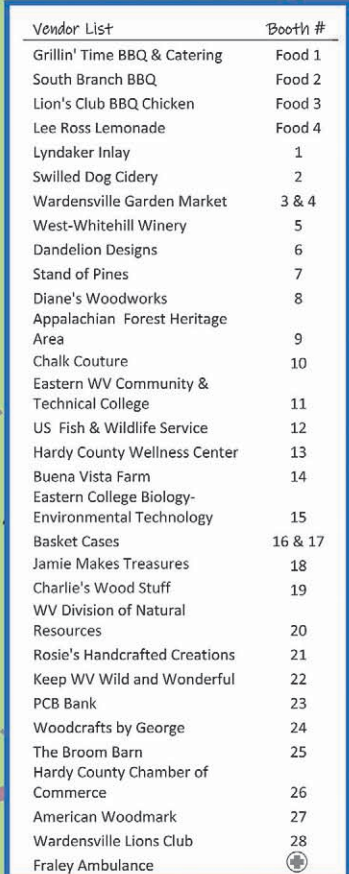 Vendor List Booth #
Grillin' Time BBQ & Catering Food 1
South Branch BBQ Food 2
Lion's Club BBQ Chicken Food 3
Lee Ross Lemonade Food 4
Lyndaker Inlay 1
Swilled Dog Cidery 2
Wardensville Garden Market 3 & 4
West-Whitehill Winery 5
Dandelion Designs 6
Stand of Pines 7
Diane's Woodworks 8
Appalachian Forest Heritage
Area 9
Chalk Couture 10
Eastern WV Community &
Technical College 11
US Fish & Wildlife Service 12
Hardy County Wellness Center 13
Buena Vista Farm 14
Eastern College Biology-
Environmental Technology 15
Basket Cases 16 & 17
Jamie Makes Treasures 18
Charlie's Wood Stuff 19
WV Division of Natural
Resources 20
Rosie's Handcrafted Creations 21
Keep WV Wild and Wonderful 22
PCB Bank 23
Woodcrafts by George 24
The Broom Barn 25
Hardy County Chamber of
Commerce 26
American Woodmark 27
Wardensville Lions Club 28
Fraley Ambulance